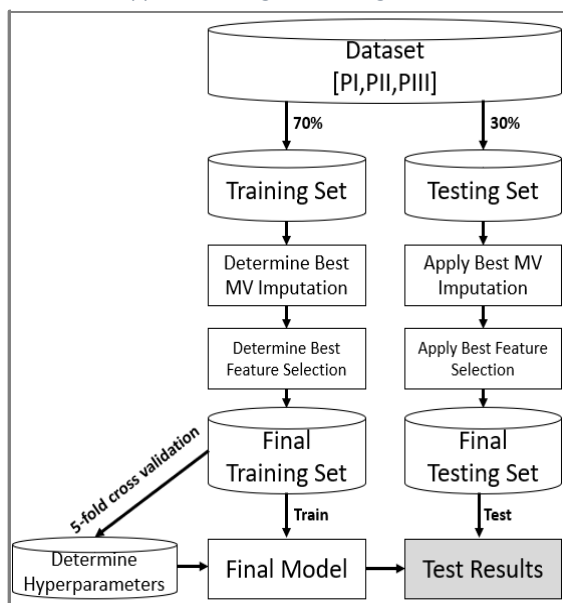 Dataset
[PI,PII,PIII]
70%
30%
Training Set
Testing Set
Determine Best
MV Imputation
Apply Best MV
Imputation
Determine Best
Feature Selection
Apply Best Feature
Selection
5-fold cross validation
Final
Training Set
Final
Testing Set
Train
Test
Determine
Hyperparameters
Final Model
Test Results